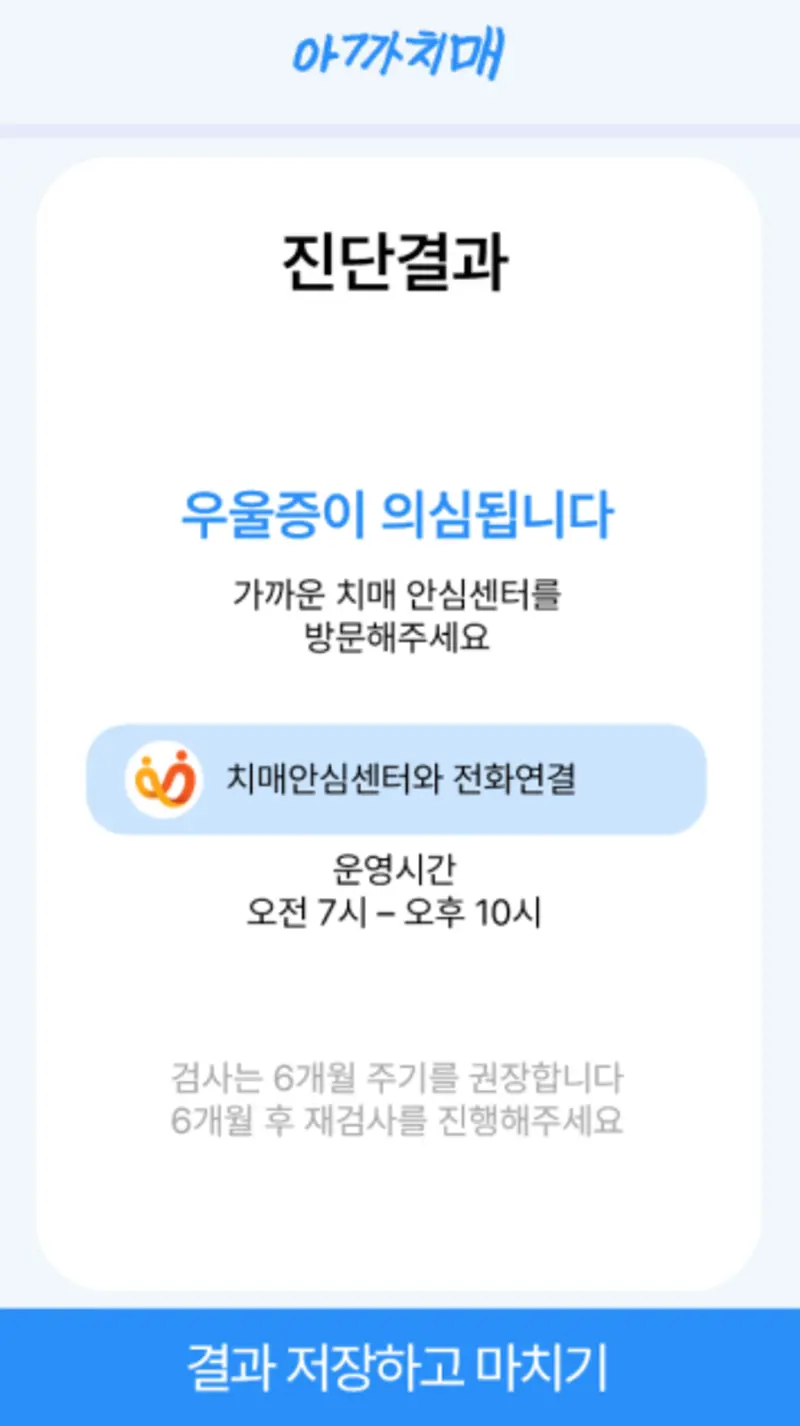 아까치매
진단결과
우울증이 의심됩니다
가까운 치매 안심센터를
방문해주세요
치매안심센터와 전화연결
운영시간
오전 7시 – 오후 10시
검사는 6개월 주기를 권장합니다
6개월 후 재검사를 진행해주세요
결과 저장하고 마치기